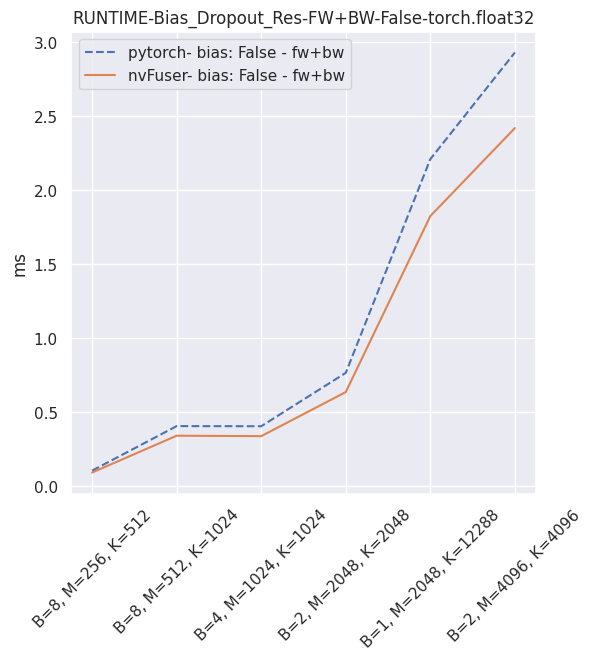 RUNTIME-Bias_Dropout_Res-FW+BW-False-torch.float32
pytorch- bias: False - fw+bw
nvFuser- bias: False - fw+bw
ms
3.0
2.5
2.0
1.5
1.0
0.5
0.0
B=8, M=256, K=512
B=8, M=512, K=1024
B=4, M=1024, K=1024
B=2, M=2048, K=2048
B=1, M=2048, K=12288
B=2, M=4096, K=4096